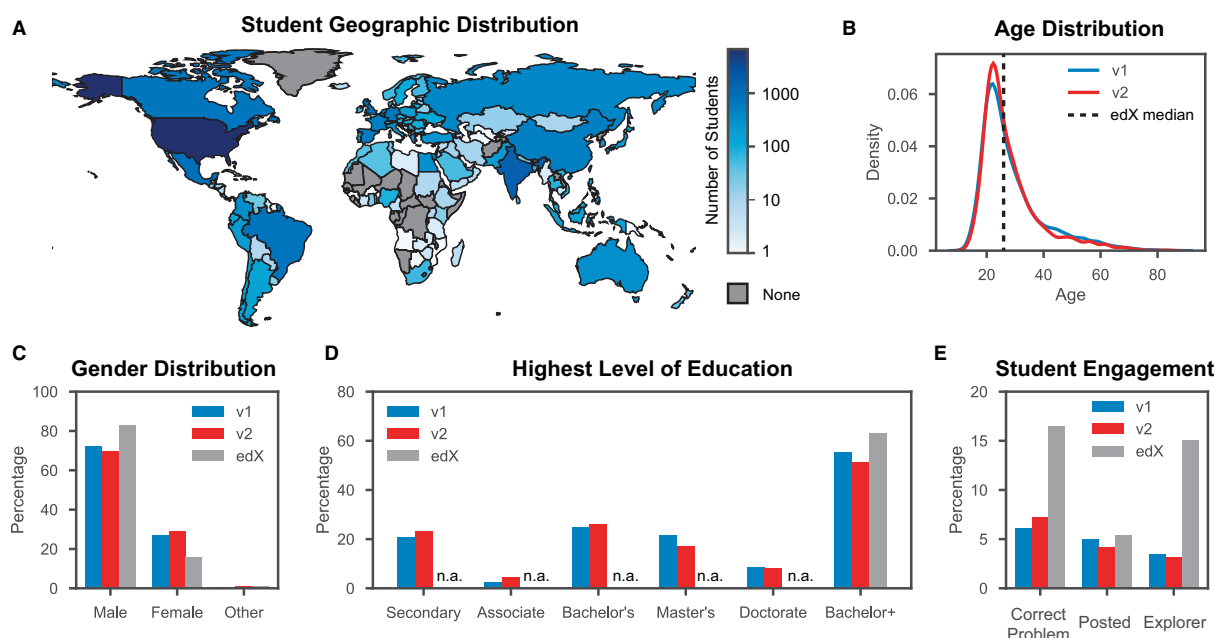 A
Student Geographic Distribution
Number of Students
1000
100
10
1
None
B
Age Distribution
v1
v2
edX median
Density
0.06
0.04
0.02
0.00
20
40
60
80
Age
C
Gender Distribution
Percentage
100
80
60
40
20
0
v1
v2
edX
Male
Female
Other
D
Highest Level of Education
Percentage
80
60
40
20
0
v1
v2
edX
n.a.
n.a.
n.a.
n.a.
n.a.
Secondary
Associate
Bachelor's
Master's
Doctorate
Bachelor+
E
Student Engagement
Percentage
20
15
10
5
0
v1
v2
edX
Correct
Problem
Posted
Explorer